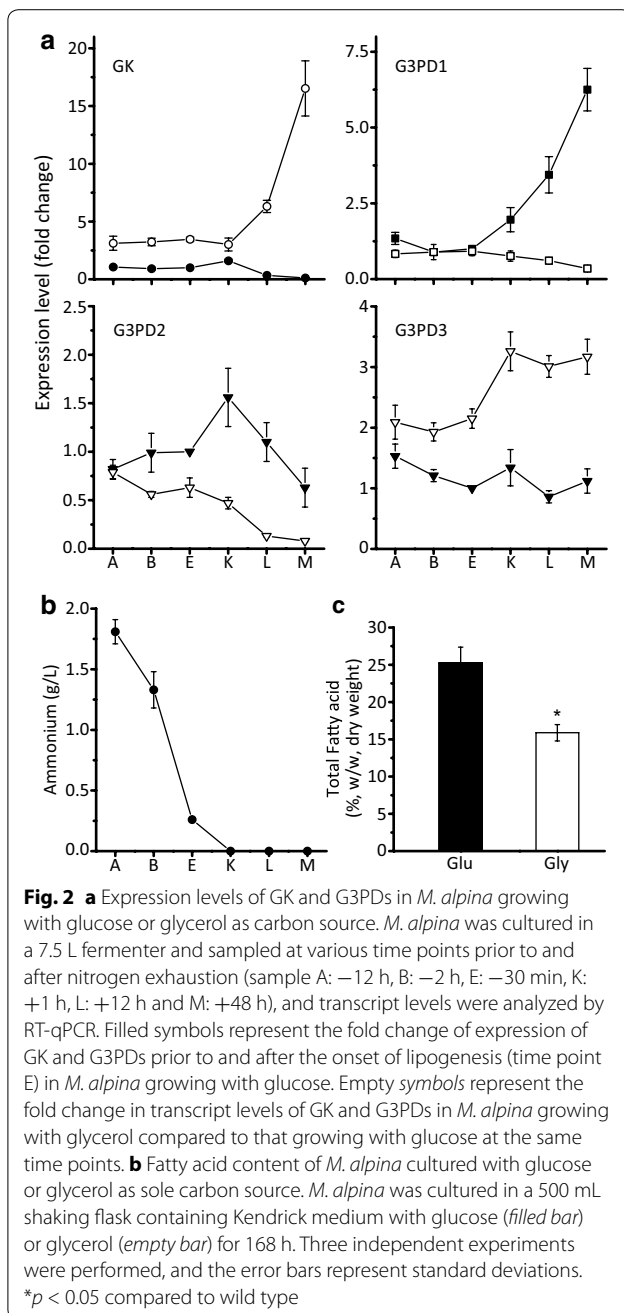 a
20
15
10
5
0
GK
7.5
5.0
2.5
0.0
G3PD1
Expression level (fold change)
2.0
1.5
1.0
0.5
0.0
G3PD2
A B E K L M
4
3
2
1
0
G3PD3
A B E K L M
b
2.0
1.5
1.0
0.5
0.0
Ammonium (g/L)
A B E K L M
c
30
25
20
15
10
5
0
Total Fatty acid
(%, w/w, dry weight)
*
Glu Gly
Fig. 2 a Expression levels of GK and G3PDs in M. alpina growing
with glucose or glycerol as carbon source. M. alpina was cultured in
a 7.5 L fermenter and sampled at various time points prior to and
after nitrogen exhaustion (sample A: −12 h, B: −2 h, E: −30 min, K:
+1 h, L: +12 h and M: +48 h), and transcript levels were analyzed by
RT-qPCR. Filled symbols represent the fold change of expression of
GK and G3PDs prior to and after the onset of lipogenesis (time point
E) in M. alpina growing with glucose. Empty symbols represent the
fold change in transcript levels of GK and G3PDs in M. alpina growing
with glycerol compared to that growing with glucose at the same
time points. b Fatty acid content of M. alpina cultured with glucose
or glycerol as sole carbon source. M. alpina was cultured in a 500 mL
shaking flask containing Kendrick medium with glucose (filled bar)
or glycerol (empty bar) for 168 h. Three independent experiments
were performed, and the error bars represent standard deviations.
*p < 0.05 compared to wild type